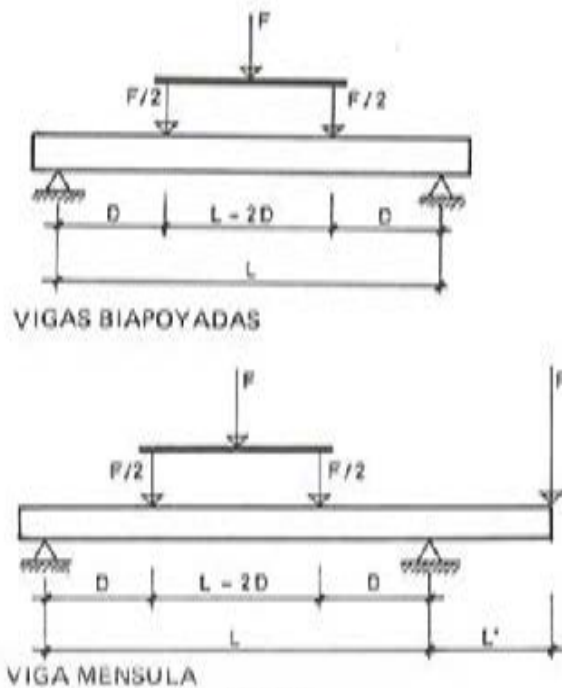 F
F/2 F/2
D L - 2D D
L
VIGAS BIAPOYADAS
F F
F/2 F/2
D L - 2D D
L L'
VIGA MENSULA